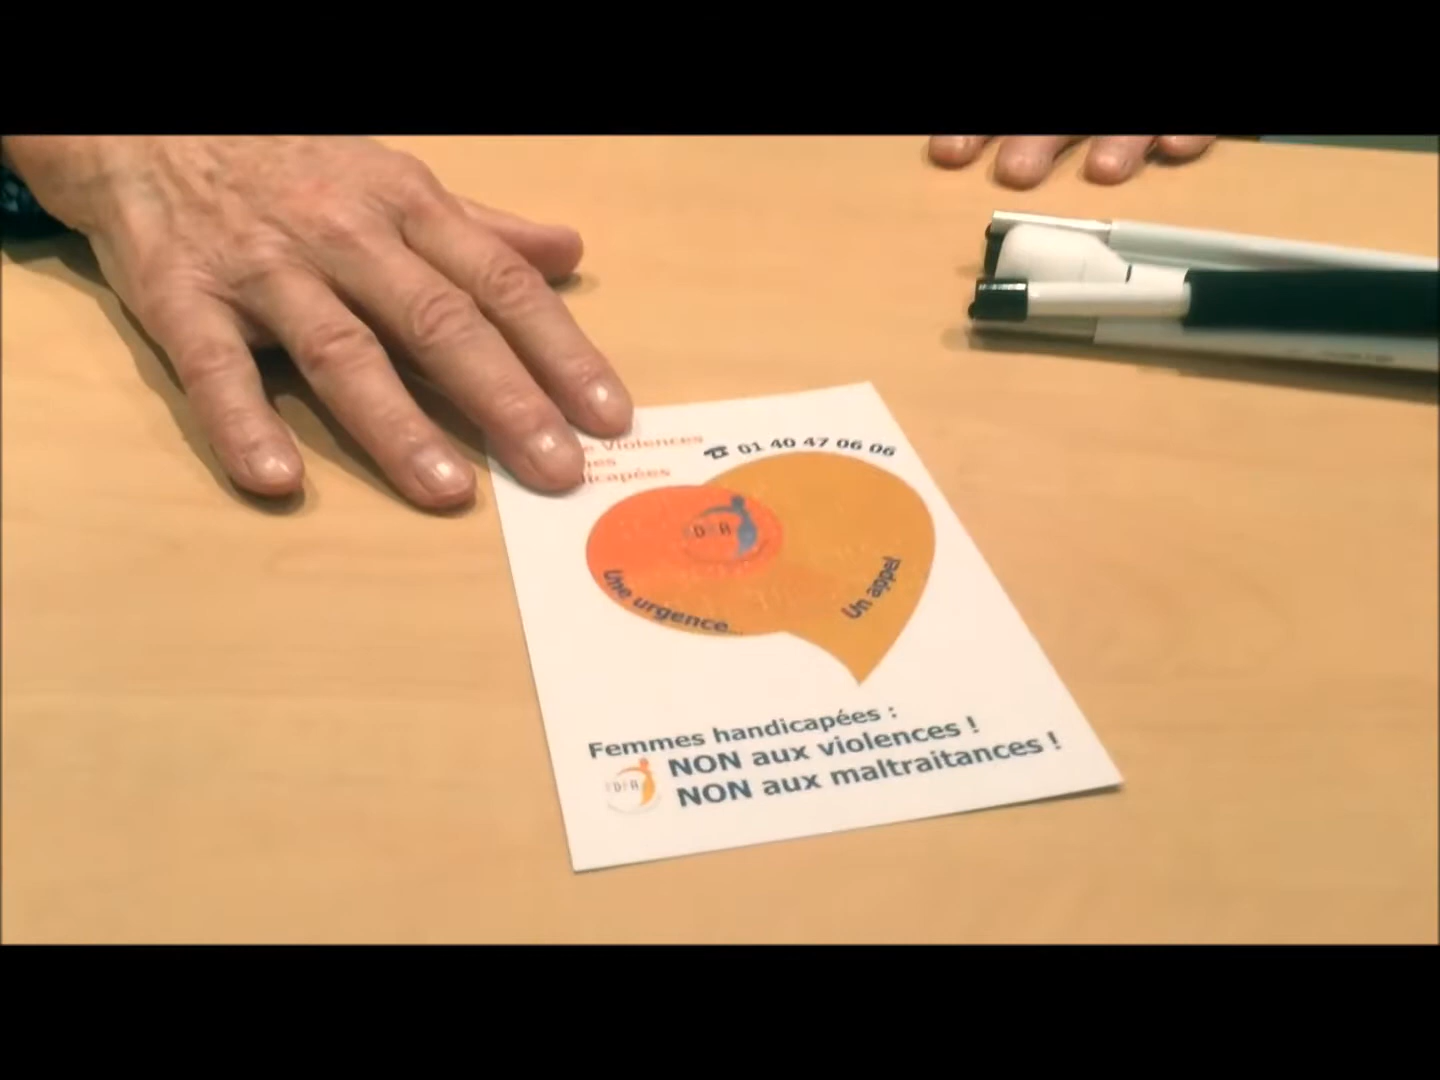 Violences
☎ 01 40 47 06 06
Une urgence...
Un appel
Femmes handicapées :
NON aux violences !
NON aux maltraitances !